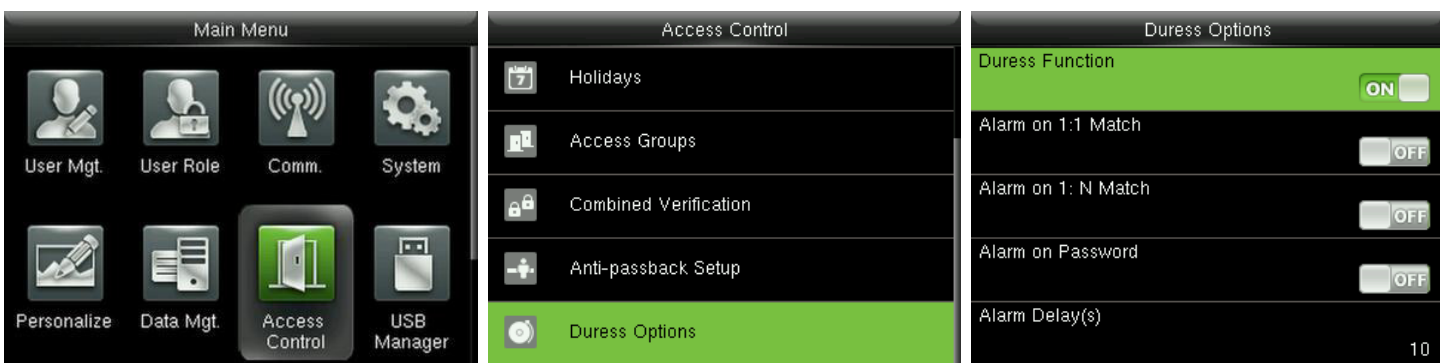 Main Menu
User Mgt.
User Role
Comm.
System
Personalize
Data Mgt.
Access
Control
USB
Manager
Access Control
7
Holidays
Access Groups
Combined Verification
Anti-passback Setup
Duress Options
Duress Options
Duress Function
ON
Alarm on 1:1 Match
OFF
Alarm on 1: N Match
OFF
Alarm on Password
OFF
Alarm Delay(s)
10